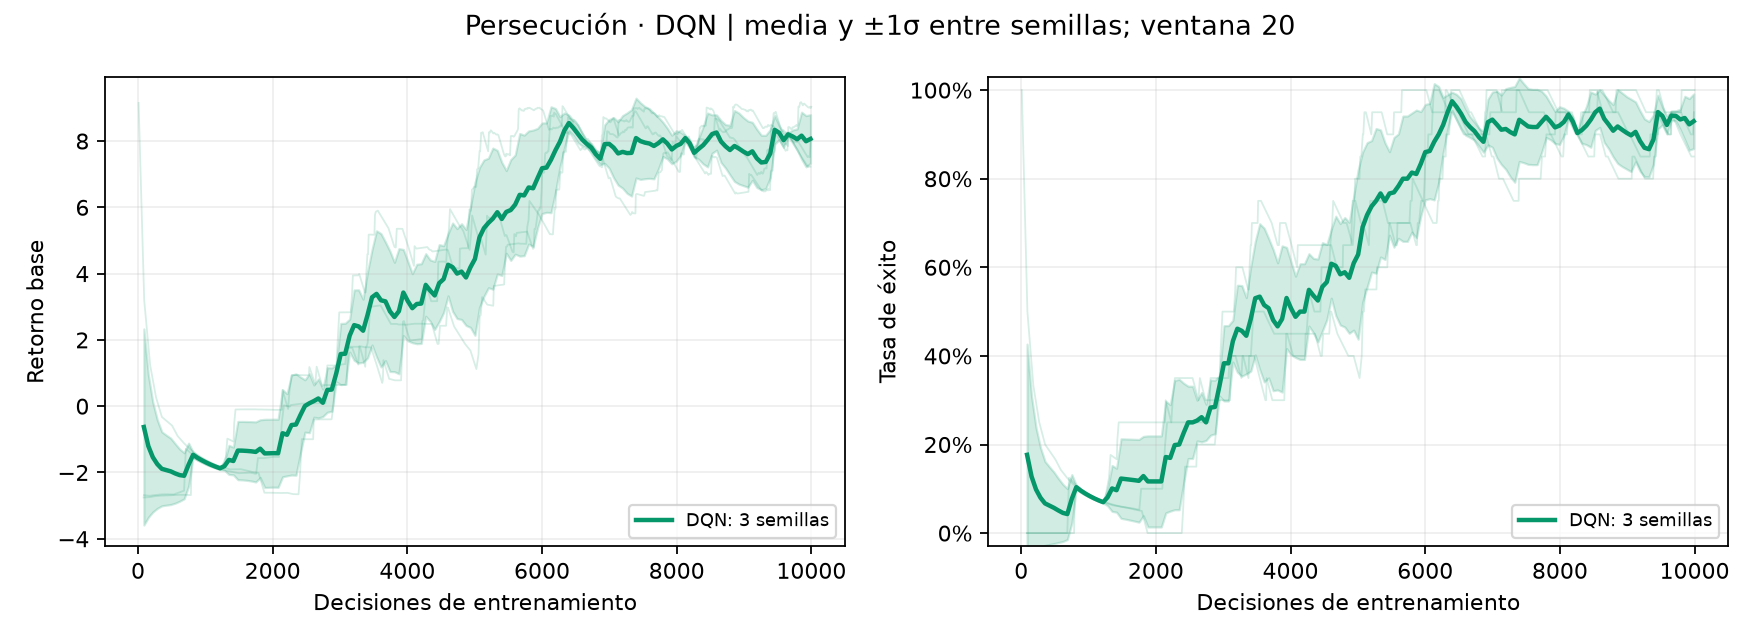 Persecución · DQN | media y ±1σ entre semillas; ventana 20
Retorno base
8
6
4
2
0
−2
−4
0 2000 4000 6000 8000 10000
Decisiones de entrenamiento
DQN: 3 semillas
Tasa de éxito
100%
80%
60%
40%
20%
0%
0 2000 4000 6000 8000 10000
Decisiones de entrenamiento
DQN: 3 semillas